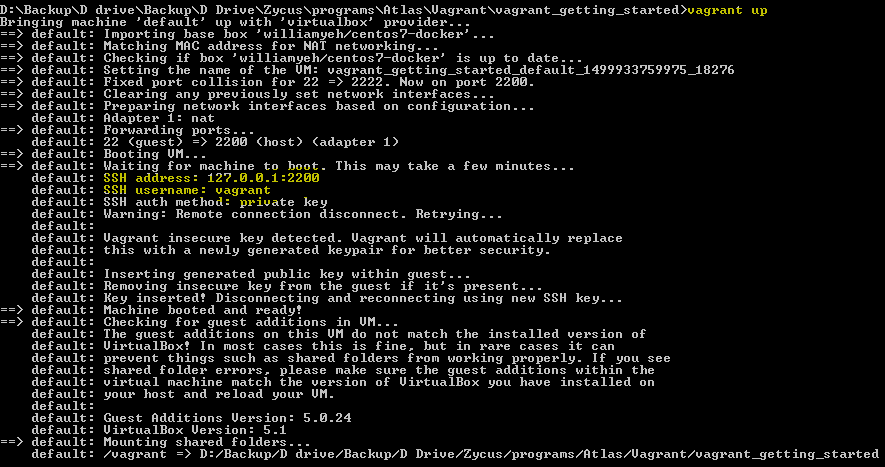 D:\Backup\D drive\Backup\D Drive\Zycus\programs\Atlas\Vagrant\vagrant_getting_started>vagrant up
Bringing machine 'default' up with 'virtualbox' provider...
==> default: Importing base box 'williamyeh/centos7-docker'...
==> default: Matching MAC address for NAT networking...
==> default: Checking if box 'williamyeh/centos7-docker' is up to date...
==> default: Setting the name of the VM: vagrant_getting_started_default_1499933759975_18276
==> default: Fixed port collision for 22 => 2222. Now on port 2200.
==> default: Clearing any previously set network interfaces...
==> default: Preparing network interfaces based on configuration...
    default: Adapter 1: nat
==> default: Forwarding ports...
    default: 22 (guest) => 2200 (host) (adapter 1)
==> default: Booting VM...
==> default: Waiting for machine to boot. This may take a few minutes...
    default: SSH address: 127.0.0.1:2200
    default: SSH username: vagrant
    default: SSH auth method: private key
    default: Warning: Remote connection disconnect. Retrying...
    default:
    default: Vagrant insecure key detected. Vagrant will automatically replace
    default: this with a newly generated keypair for better security.
    default:
    default: Inserting generated public key within guest...
    default: Removing insecure key from the guest if it's present...
    default: Key inserted! Disconnecting and reconnecting using new SSH key...
==> default: Machine booted and ready!
==> default: Checking for guest additions in VM...
    default: The guest additions on this VM do not match the installed version of
    default: VirtualBox! In most cases this is fine, but in rare cases it can
    default: prevent things such as shared folders from working properly. If you see
    default: shared folder errors, please make sure the guest additions within the
    default: virtual machine match the version of VirtualBox you have installed on
    default: your host and reload your VM.
    default:
    default: Guest Additions Version: 5.0.24
    default: VirtualBox Version: 5.1
==> default: Mounting shared folders...
    default: /vagrant => D:/Backup/D drive/Backup/D Drive/Zycus/programs/Atlas/Vagrant/vagrant_getting_started